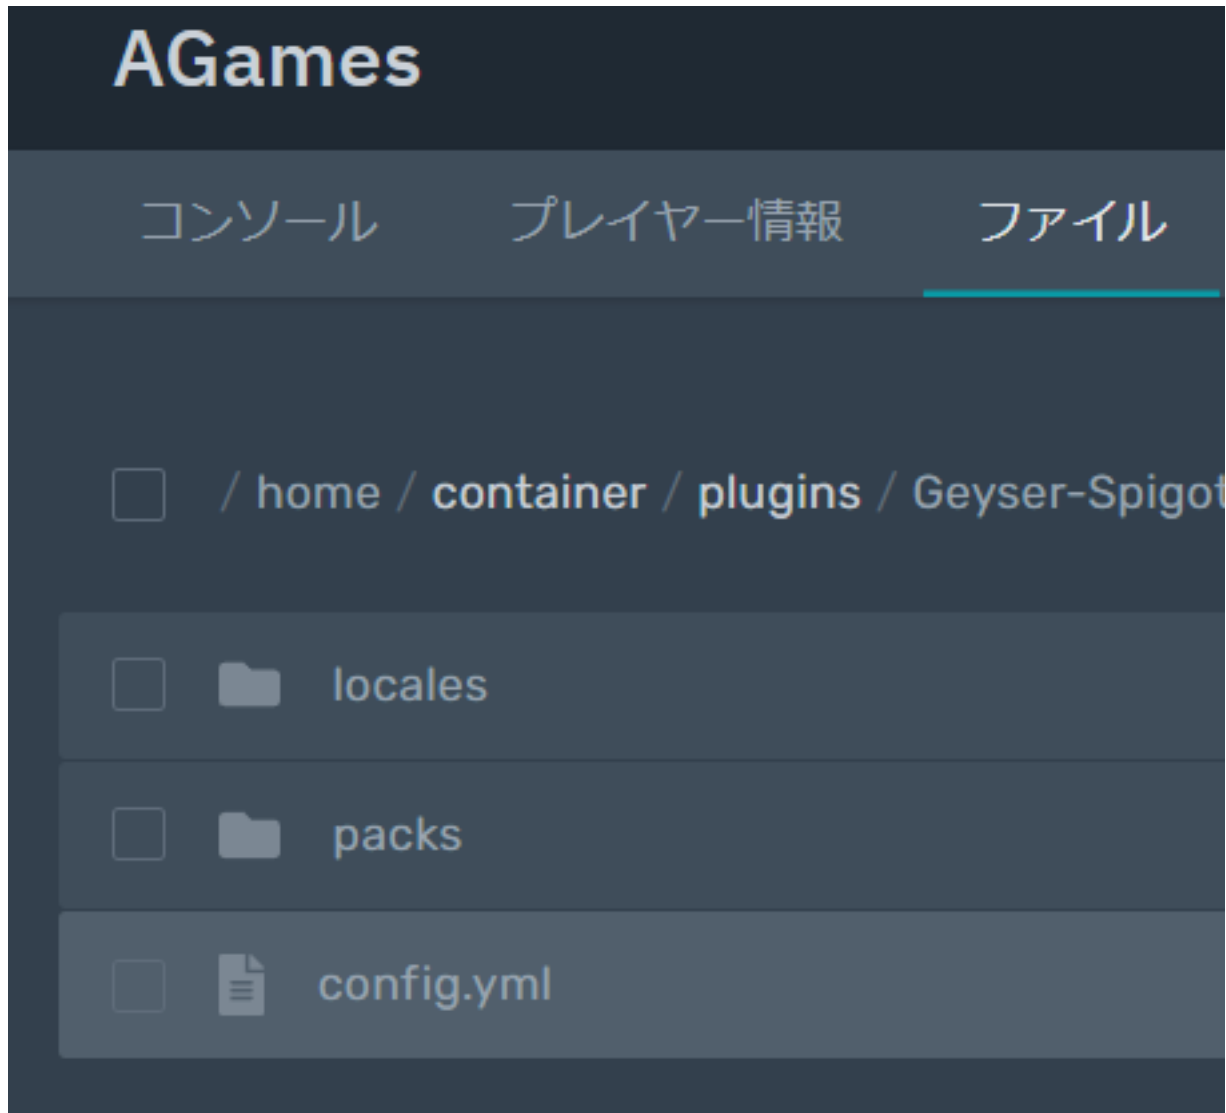 AGames
コンソール プレイヤー情報 ファイル
/ home / container / plugins / Geyser-Spigot
locales
packs
config.yml